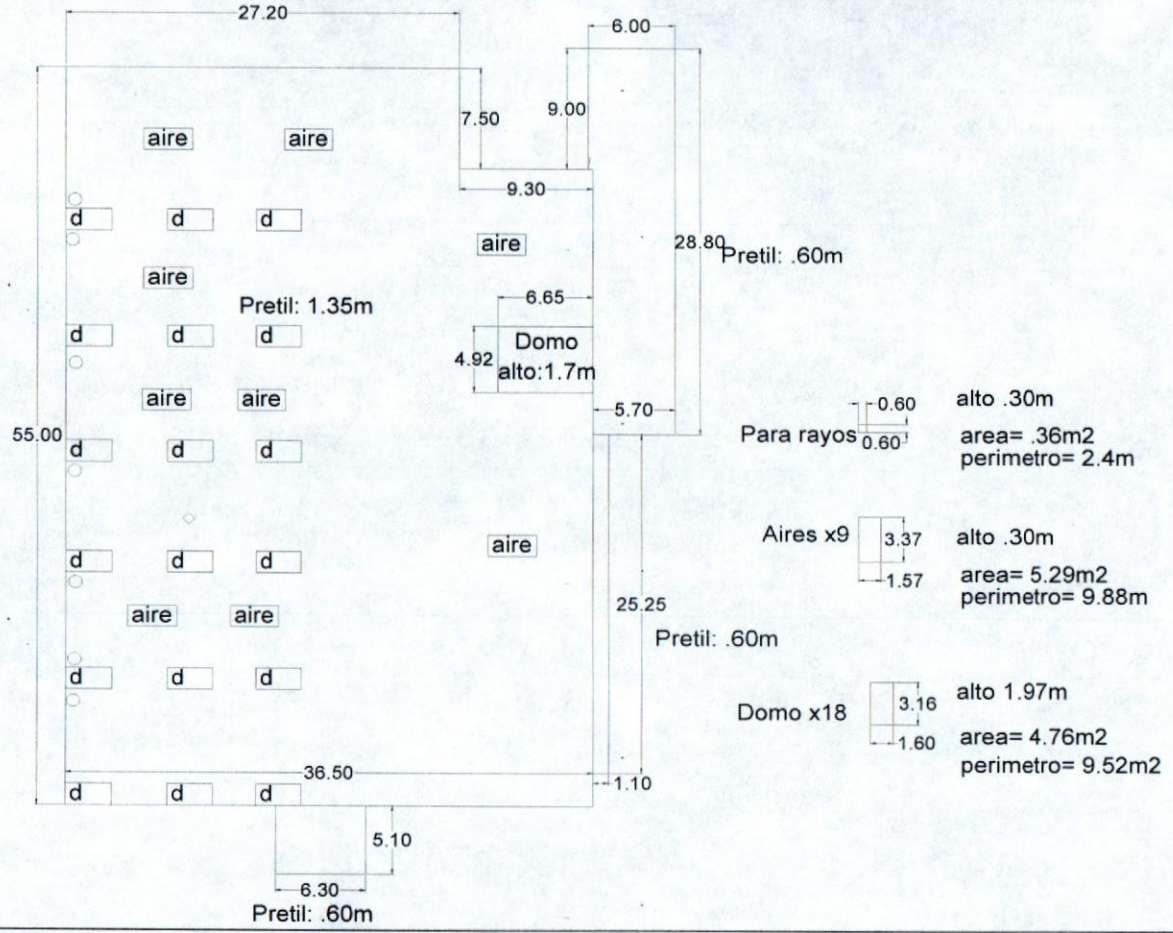 27.20
6.00
7.50
9.00
aire
aire
9.30
d
d
d
aire
28.80
Pretil: .60m
aire
6.65
Pretil: 1.35m
d
d
d
Domo
4.92
alto:1.7m
aire
aire
5.70
0.60
alto .30m
55.00
Para rayos
0.60
area= .36m2
perimetro= 2.4m
d
d
d
Aires x9
3.37
alto .30m
aire
1.57
area= 5.29m2
perimetro= 9.88m
d
d
d
25.25
aire
aire
Pretil: .60m
d
d
d
Domo x18
3.16
alto 1.97m
1.60
area= 4.76m2
perimetro= 9.52m2
36.50
1.10
d
d
d
5.10
6.30
Pretil: .60m